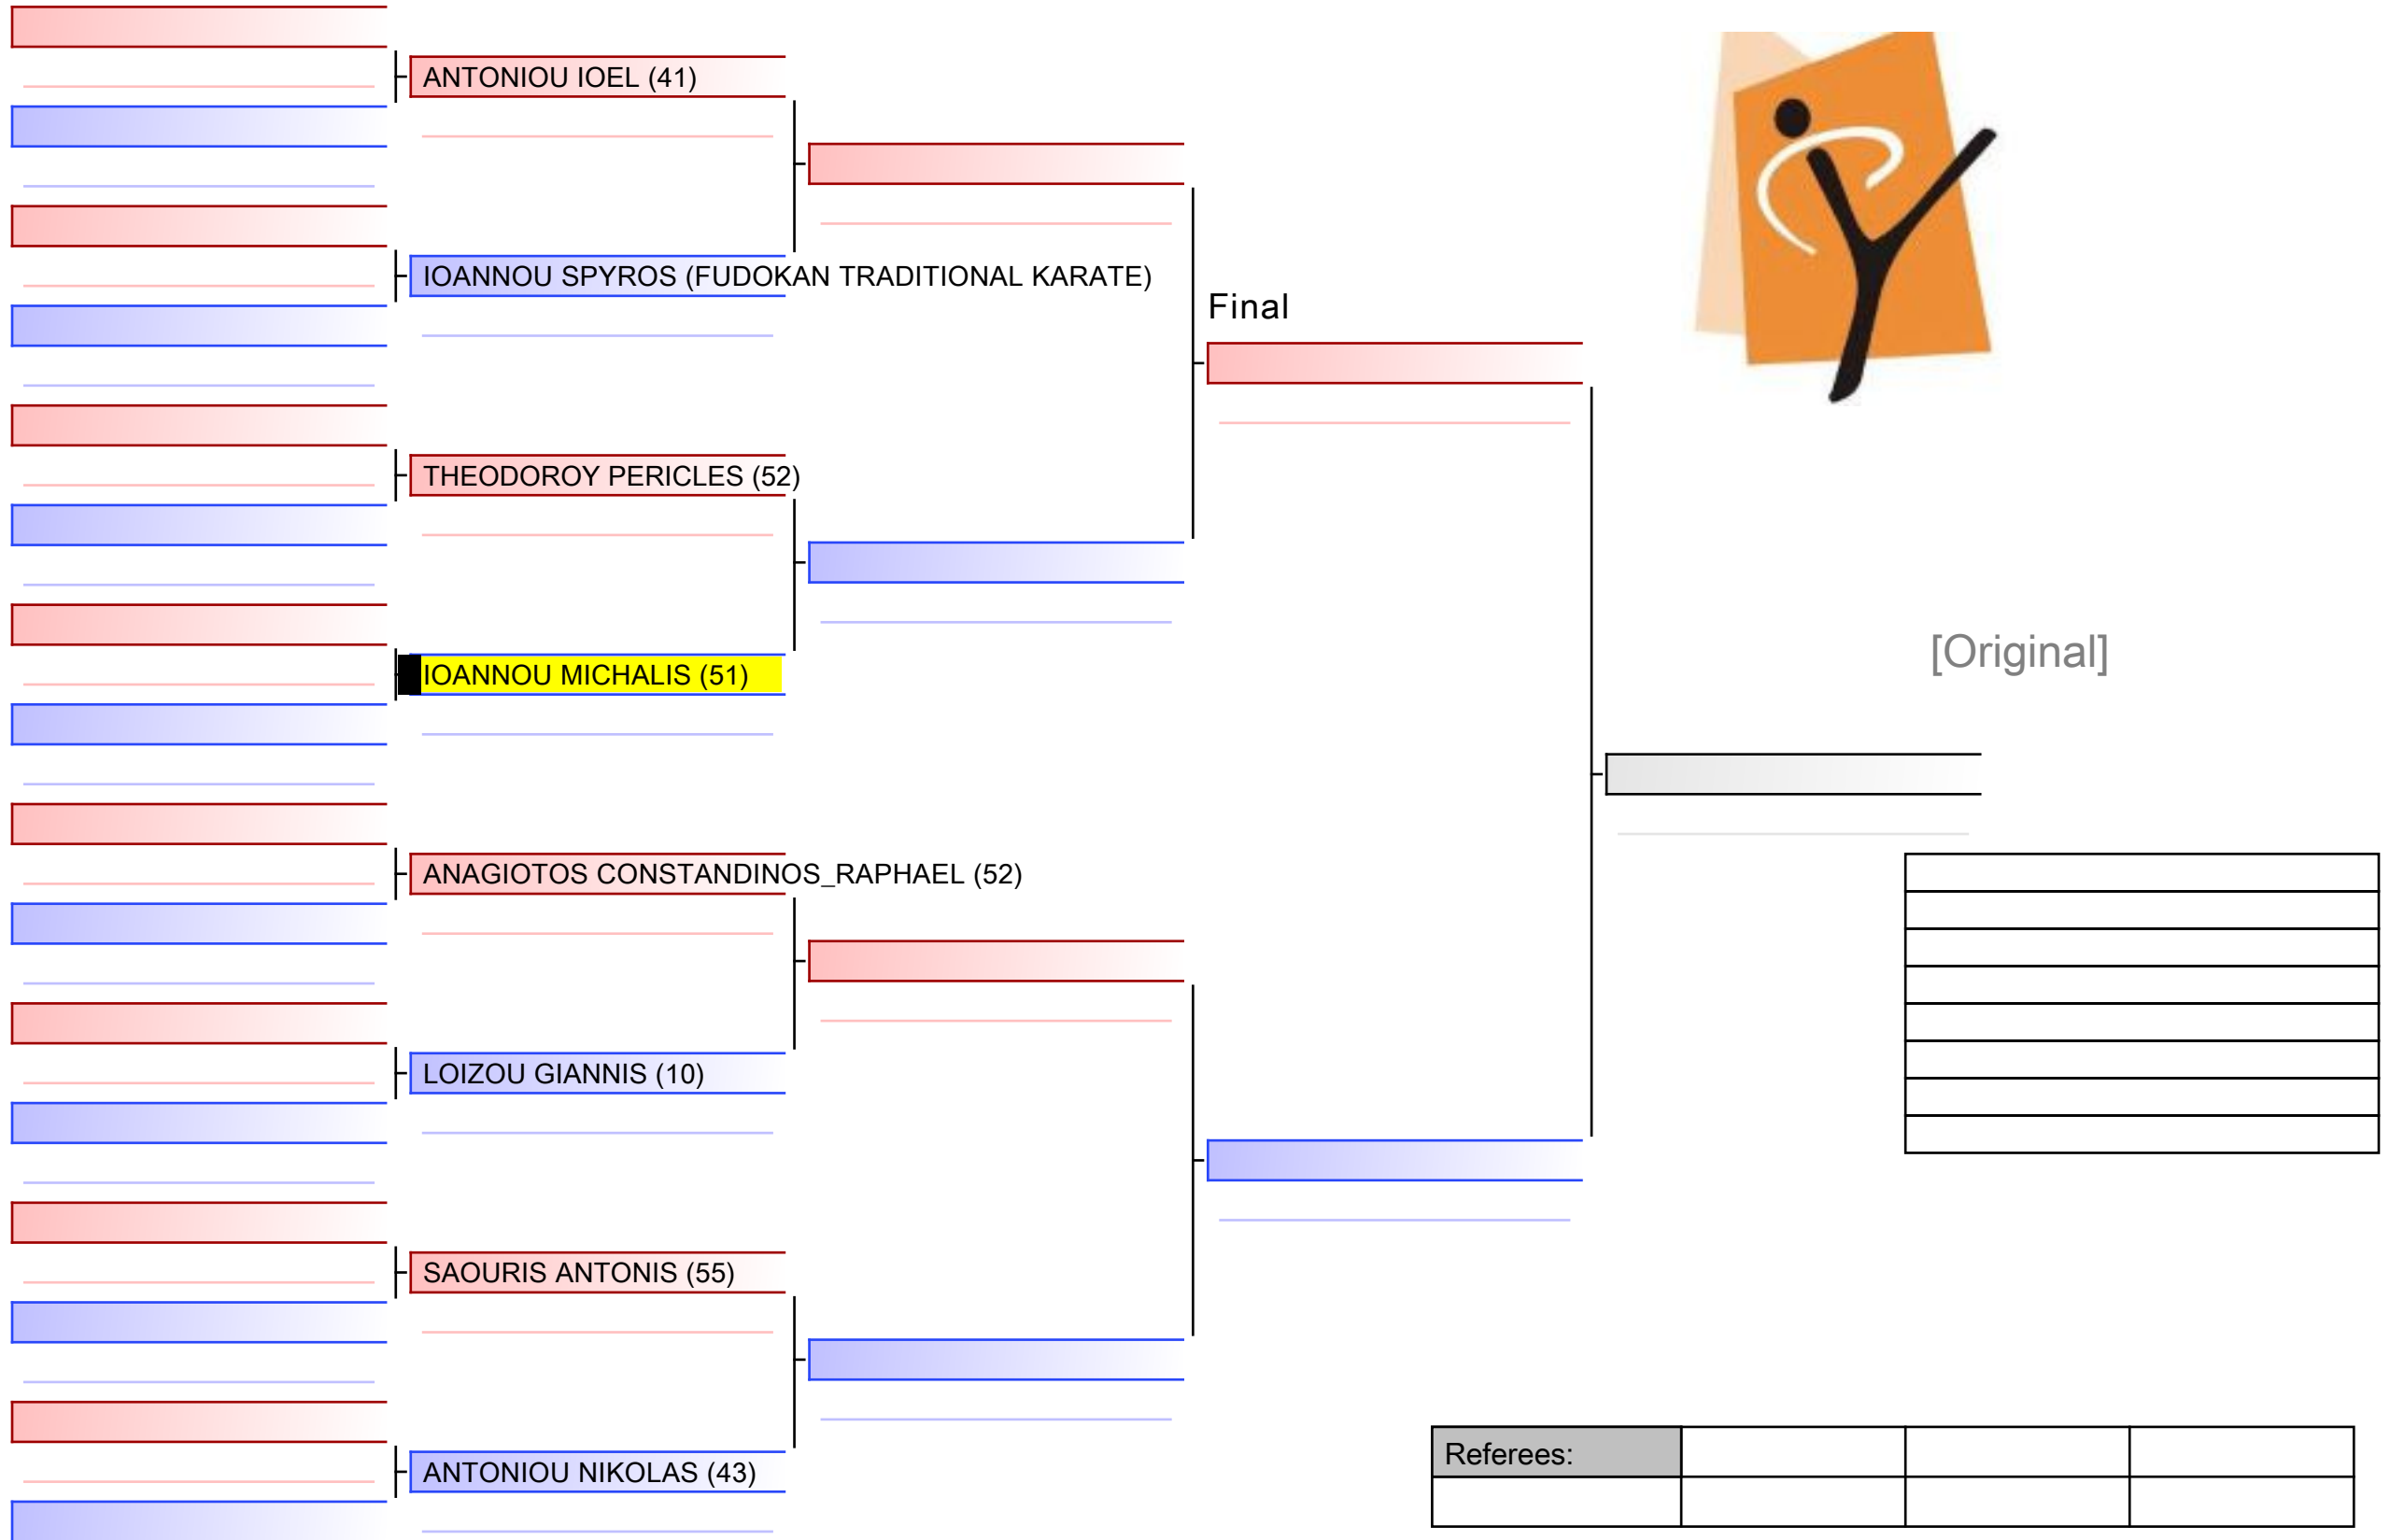 ANTONIOU IOEL (41)
IOANNOU SPYROS (FUDOKAN TRADITIONAL KARATE)
Final
THEODOROY PERICLES (52)
[Original]
IOANNOU MICHALIS (51)
ANAGIOTOS CONSTANDINOS_RAPHAEL (52)
LOIZOU GIANNIS (10)
SAOURIS ANTONIS (55)
Referees:
ANTONIOU NIKOLAS (43)